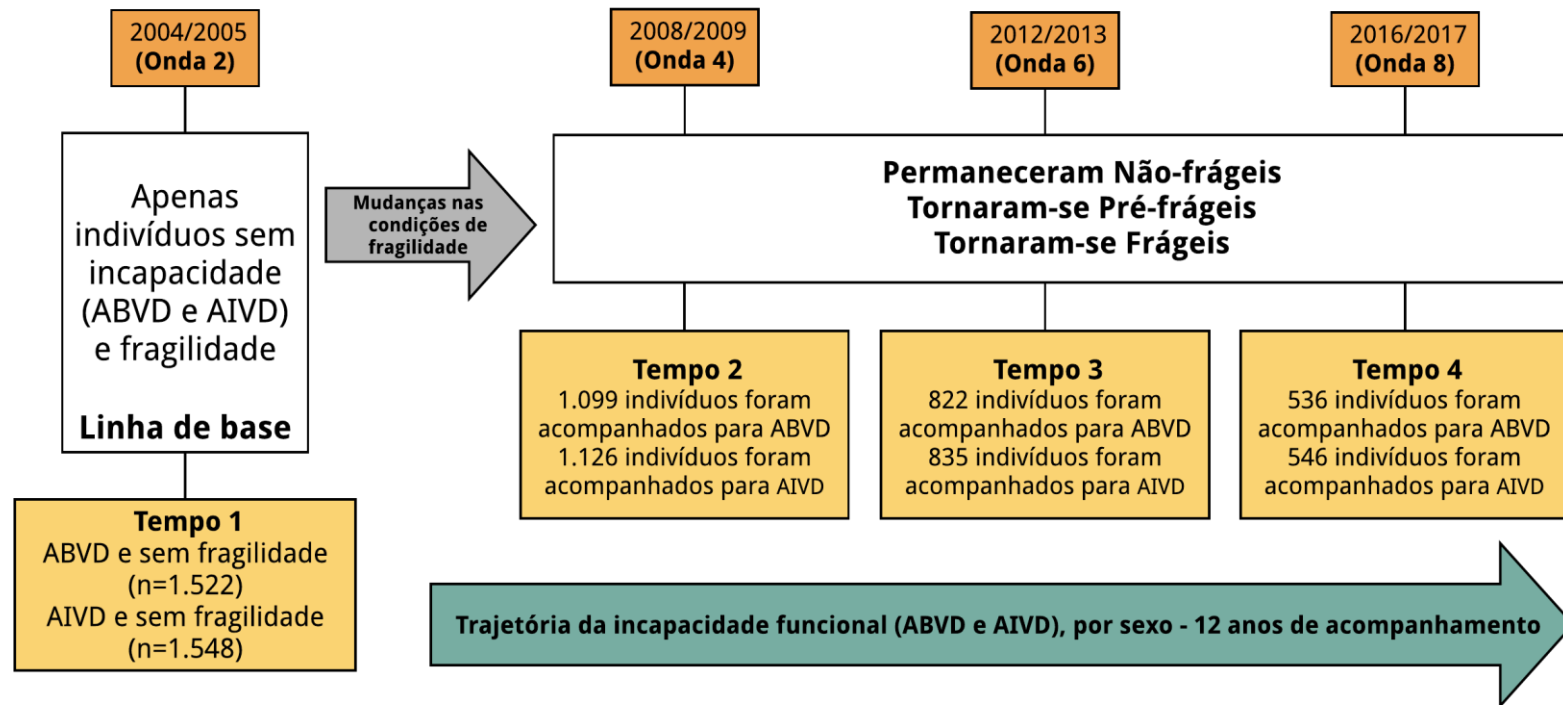 2004/2005
(Onda 2)
2008/2009
(Onda 4)
2012/2013
(Onda 6)
2016/2017
(Onda 8)
Apenas
indivíduos sem
incapacidade
(ABVD e AIVD)
e fragilidade
Linha de base
Mudanças nas
condições de
fragilidade
Permaneceram Não-frágeis
Tornaram-se Pré-frágeis
Tornaram-se Frágeis
Tempo 1
ABVD e sem fragilidade
(n=1.522)
AIVD e sem fragilidade
(n=1.548)
Tempo 2
1.099 indivíduos foram
acompanhados para ABVD
1.126 indivíduos foram
acompanhados para AIVD
Tempo 3
822 indivíduos foram
acompanhados para ABVD
835 indivíduos foram
acompanhados para AIVD
Tempo 4
536 indivíduos foram
acompanhados para ABVD
546 indivíduos foram
acompanhados para AIVD
Trajetória da incapacidade funcional (ABVD e AIVD), por sexo - 12 anos de acompanhamento